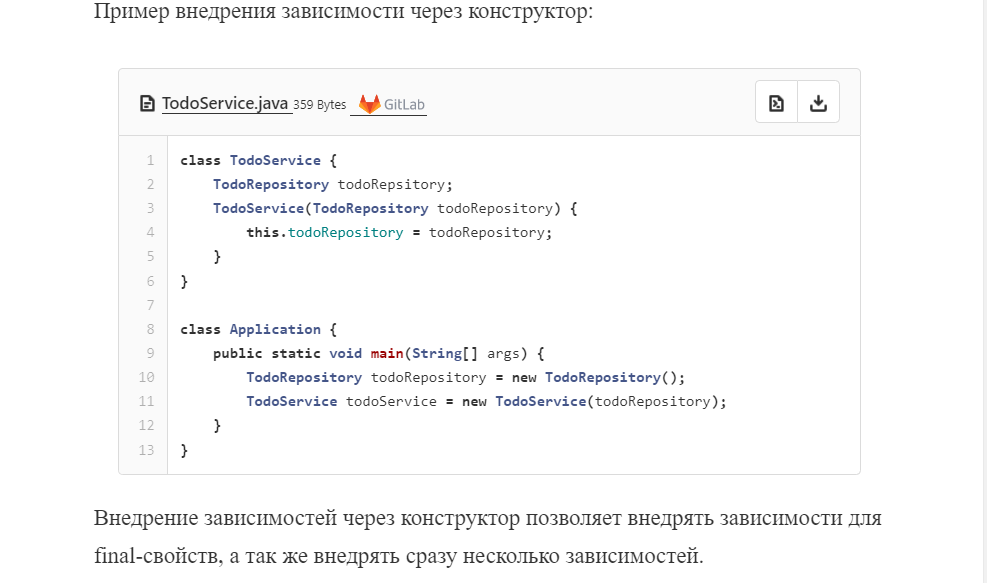 Пример внедрения зависимости через конструктор:
TodoService.java 359 Bytes GitLab
1 class TodoService {
2 TodoRepository todoRepsitory;
3 TodoService(TodoRepository todoRepository) {
4 this.todoRepository = todoRepository;
5 }
6 }
7
8 class Application {
9 public static void main(String[] args) {
10 TodoRepository todoRepository = new TodoRepository();
11 TodoService todoService = new TodoService(todoRepository);
12 }
13 }
Внедрение зависимостей через конструктор позволяет внедрять зависимости для
final-свойств, а так же внедрять сразу несколько зависимостей.